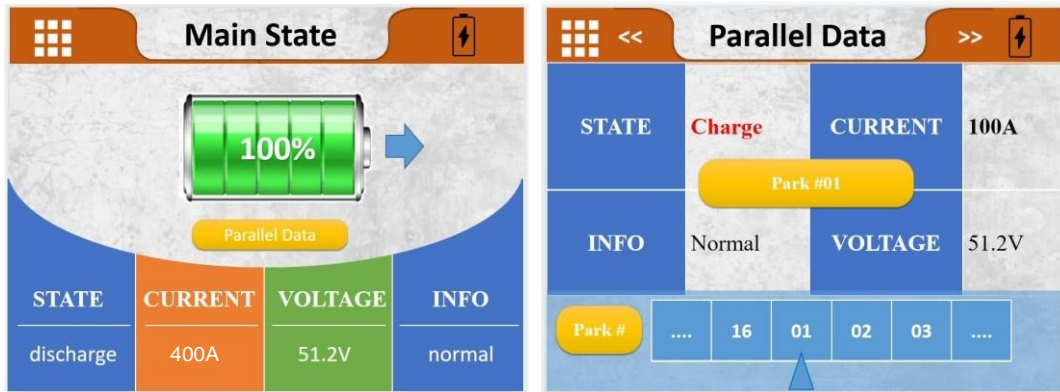 Main State
100%
Parallel Data
STATE CURRENT VOLTAGE INFO
discharge 400A 51.2V normal
<< Parallel Data >>
STATE Charge CURRENT 100A
Park #01
INFO Normal VOLTAGE 51.2V
Park # .... 16 01 02 03 ....